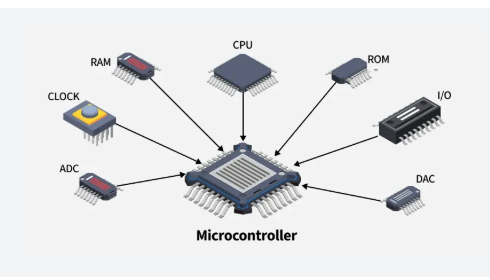 CPU
RAM
ROM
CLOCK
I/O
ADC
DAC
Microcontroller